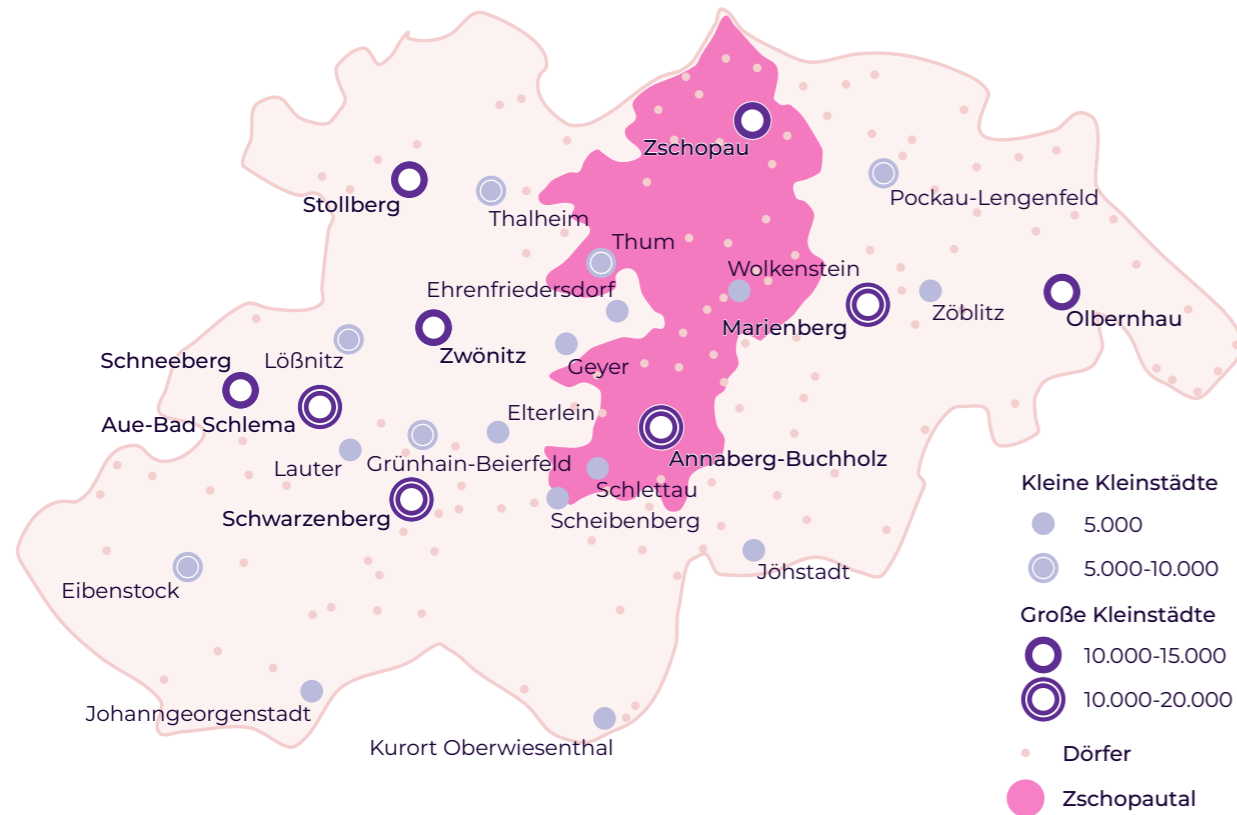 Zschopau
Stollberg
Thalheim
Pockau-Lengenfeld
Thum
Wolkenstein
Ehrenfriedersdorf
Marienberg
Zöblitz
Olbernhau
Schneeberg
Lößnitz
Zwönitz
Geyer
Aue-Bad Schlema
Elterlein
Lauter
Grünhain-Beierfeld
Annaberg-Buchholz
Schlettau
Schwarzenberg
Scheibenberg
Jöhstadt
Eibenstock
Johanngeorgenstadt
Kurort Oberwiesenthal
Kleine Kleinstädte
5.000
5.000-10.000
Große Kleinstädte
10.000-15.000
10.000-20.000
Dörfer
Zschopautal